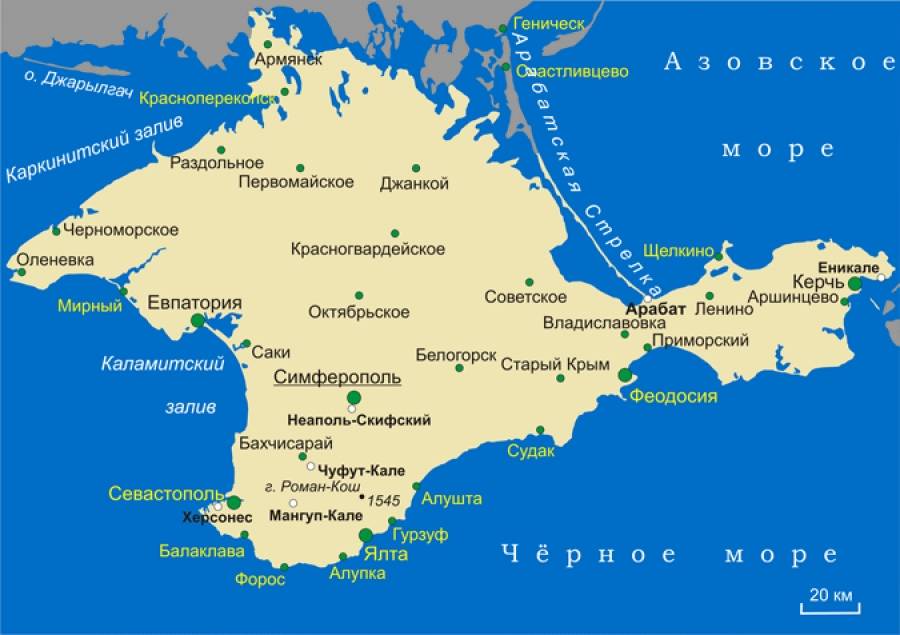 Геническ
Счастливцево
Азовское
море
Арабатская Стрелка
Армянск
о. Джарылгач
Красноперекопск
Каркинитский залив
Раздольное
Первомайское
Джанкой
Черноморское
Красногвардейское
Оленевка
Щелкино
Еникале
Керчь
Мирный
Евпатория
Советское
Аршинцево
Октябрьское
Арабат
Ленино
Владиславовка
Приморский
Саки
Белогорск
Старый Крым
Каламитский
залив
Симферополь
Феодосия
Неаполь-Скифский
Бахчисарай
Судак
Чуфут-Кале
г. Роман-Кош
1545
Севастополь
Алушта
Херсонес
Мангуп-Кале
Гурзуф
Балаклава
Ялта
Чёрное море
Форос
Алупка
20 км